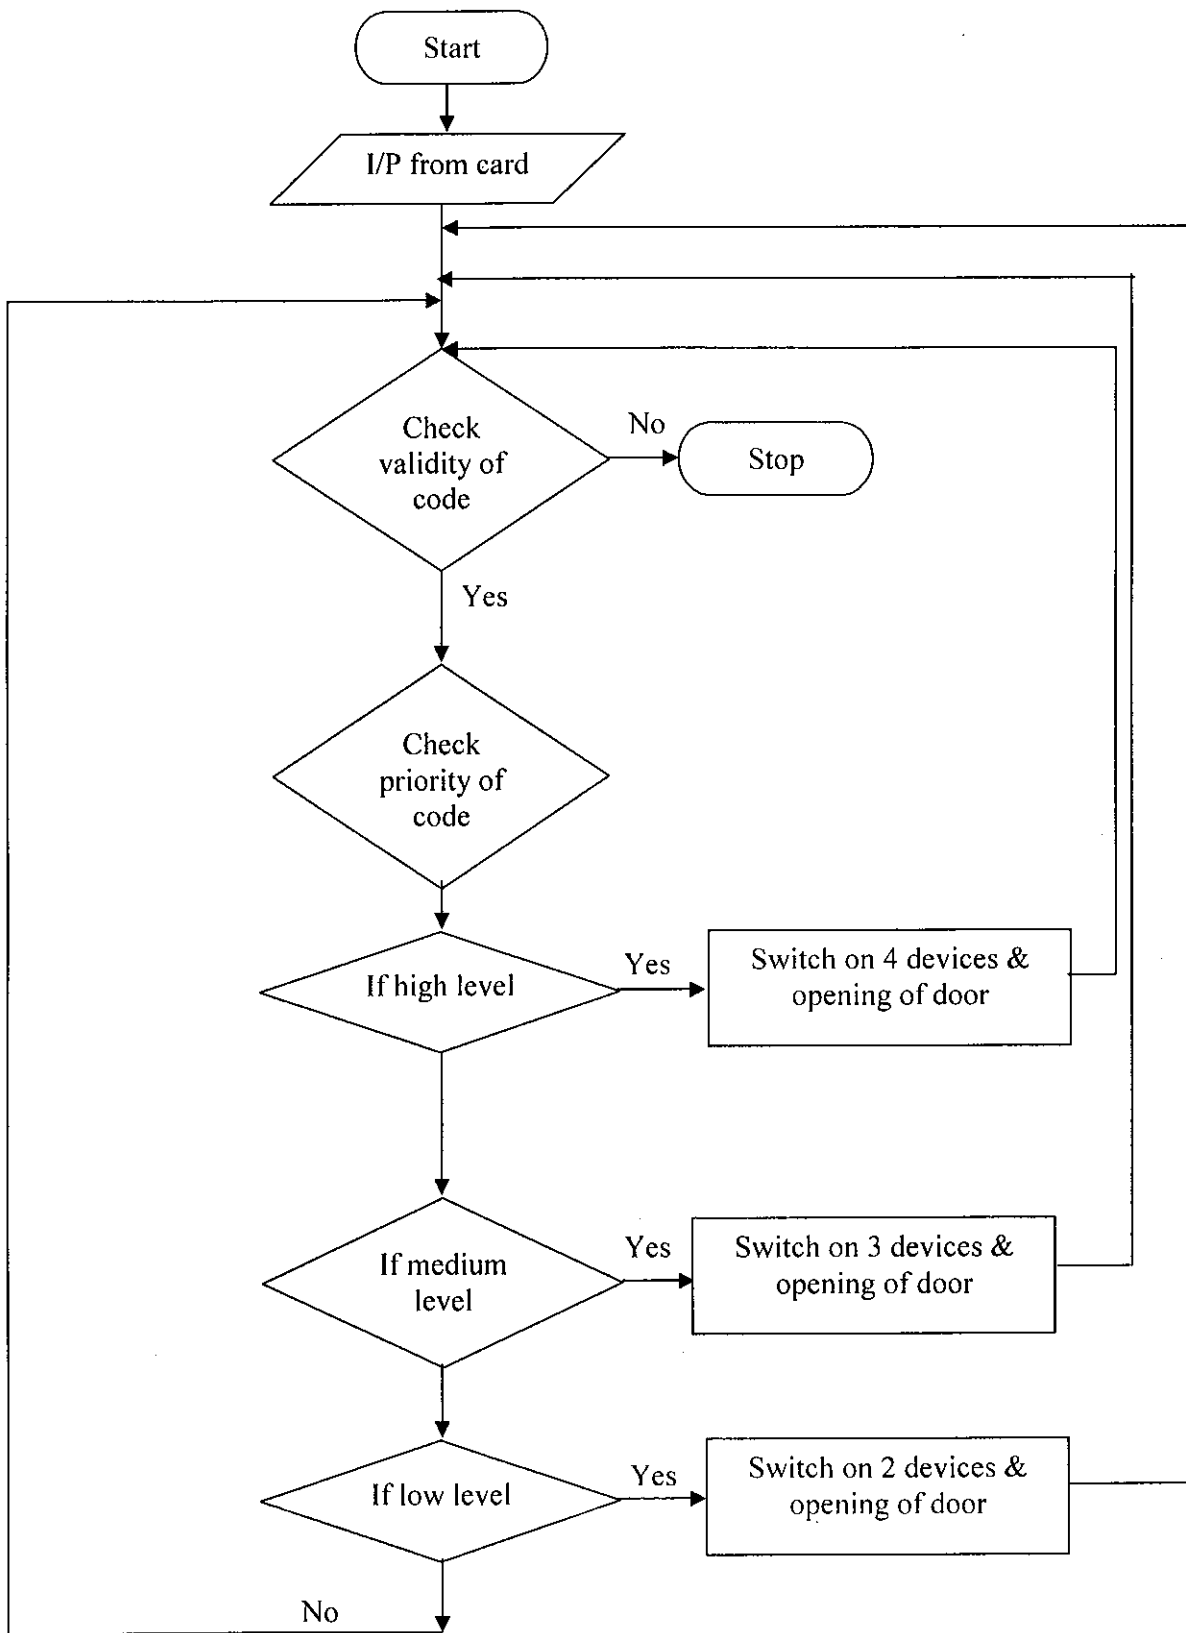 Start
I/P from card
Check
validity of
code
No
Stop
Yes
Check
priority of
code
If high level
Yes
Switch on 4 devices &
opening of door
If medium
level
Yes
Switch on 3 devices &
opening of door
If low level
Yes
Switch on 2 devices &
opening of door
No